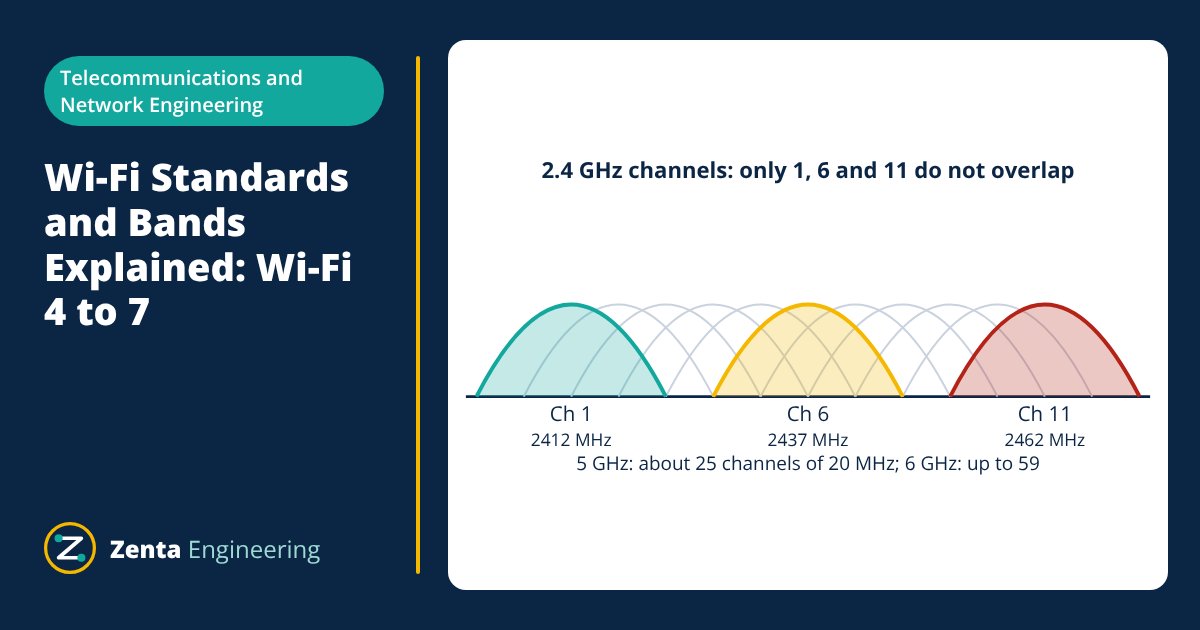 Telecommunications and
Network Engineering
Wi-Fi Standards
and Bands
Explained: Wi-Fi
4 to 7
Zenta Engineering
2.4 GHz channels: only 1, 6 and 11 do not overlap
Ch 1
2412 MHz
Ch 6
2437 MHz
Ch 11
2462 MHz
5 GHz: about 25 channels of 20 MHz; 6 GHz: up to 59